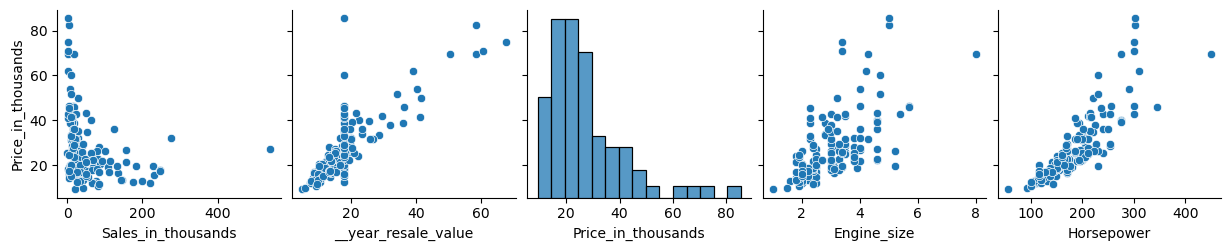 Price_in_thousands
80
60
40
20
0 200 400
Sales_in_thousands
20 40 60
__year_resale_value
20 40 60 80
Price_in_thousands
2 4 6 8
Engine_size
100 200 300 400
Horsepower